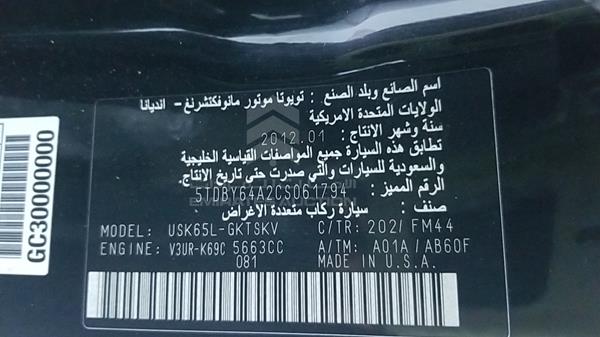 اسم الصانع وبلد الصنع : تويوتا موتور مانوفكتشرنغ - انديانا
الولايات المتحدة الامريكية
سنة وشهر الانتاج : 2012.01
تطابق هذه السيارة جميع المواصفات القياسية الخليجية
والسعودية للسيارات والتي صدرت حتى تاريخ الانتاج
الرقم المميز : 5TDBY64A2CS061794
صنف : سيارة ركاب متعددة الأغراض
MODEL: USK65L-GKTSKV C/TR: 202/ FM44
ENGINE: V3UR-K69C 5663CC A/TM: A01A/AB60F
081 MADE IN U.S.A.
GC30000000